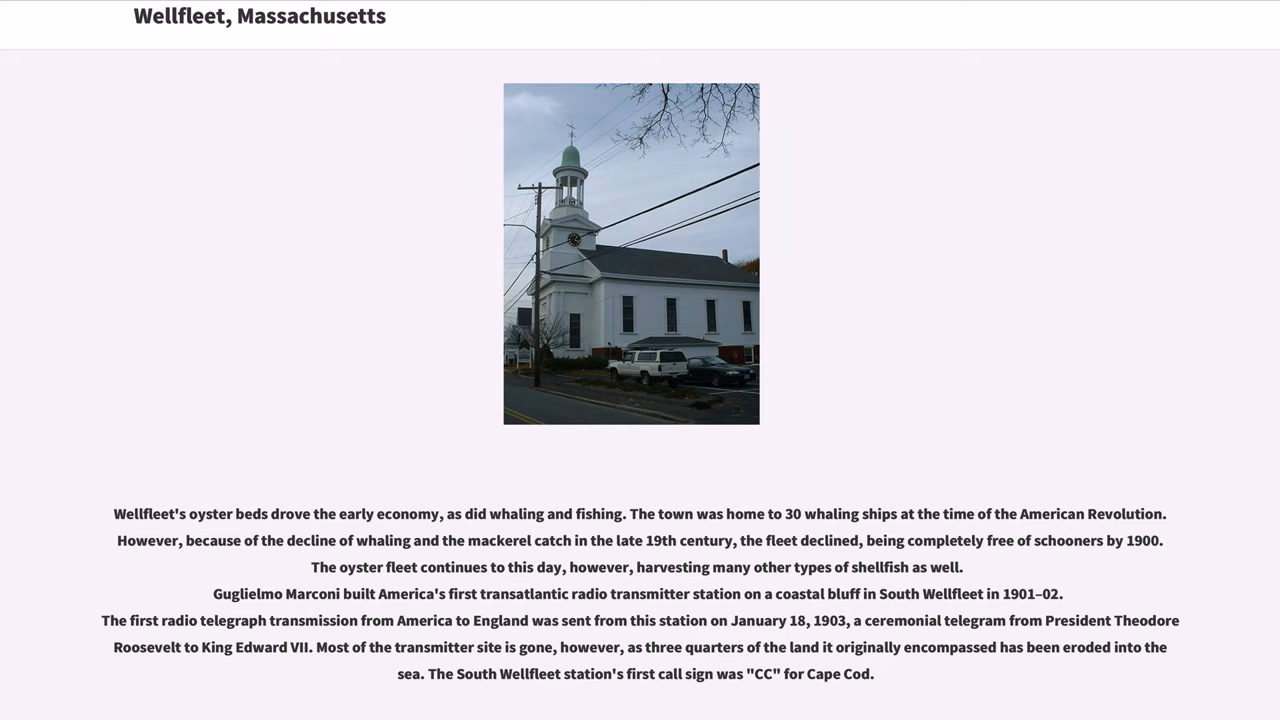 Wellfleet, Massachusetts
Wellfleet's oyster beds drove the early economy, as did whaling and fishing. The town was home to 30 whaling ships at the time of the American Revolution.
However, because of the decline of whaling and the mackerel catch in the late 19th century, the fleet declined, being completely free of schooners by 1900.
The oyster fleet continues to this day, however, harvesting many other types of shellfish as well.
Guglielmo Marconi built America's first transatlantic radio transmitter station on a coastal bluff in South Wellfleet in 1901–02.
The first radio telegraph transmission from America to England was sent from this station on January 18, 1903, a ceremonial telegram from President Theodore
Roosevelt to King Edward VII. Most of the transmitter site is gone, however, as three quarters of the land it originally encompassed has been eroded into the
sea. The South Wellfleet station's first call sign was "CC" for Cape Cod.